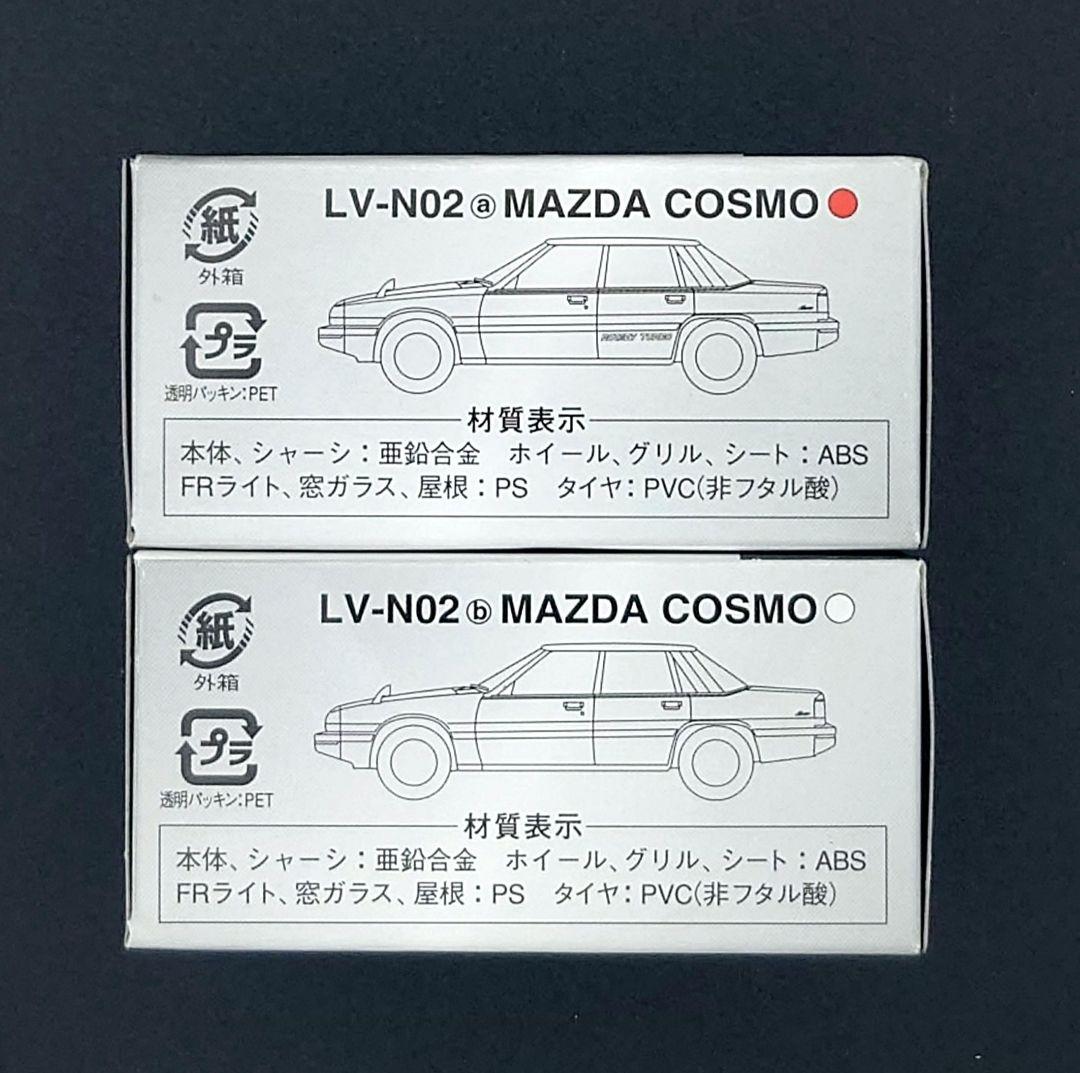 LV-N02ⓐMAZDA COSMO
紙
外箱
プラ
透明パッキン:PET
ROTARY TURBO
材質表示
本体、シャーシ:亜鉛合金 ホイール、グリル、シート:ABS
FRライト、窓ガラス、屋根:PS タイヤ:PVC(非フタル酸)
LV-N02ⓑMAZDA COSMO
紙
外箱
プラ
透明パッキン:PET
材質表示
本体、シャーシ:亜鉛合金 ホイール、グリル、シート:ABS
FRライト、窓ガラス、屋根:PS タイヤ:PVC(非フタル酸)